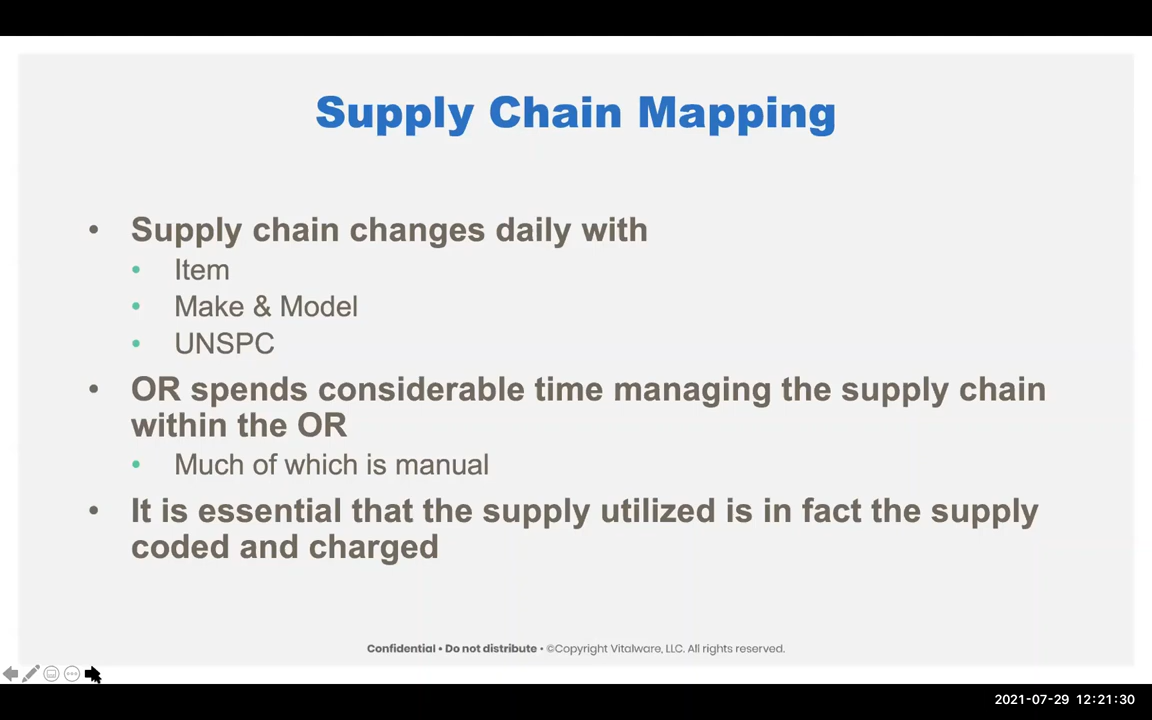 Supply Chain Mapping
• Supply chain changes daily with
• Item
• Make & Model
• UNSPC
• OR spends considerable time managing the supply chain
within the OR
• Much of which is manual
• It is essential that the supply utilized is in fact the supply
coded and charged
Confidential • Do not distribute • ©Copyright Vitalware, LLC. All rights reserved.
2021-07-29 12:21:30